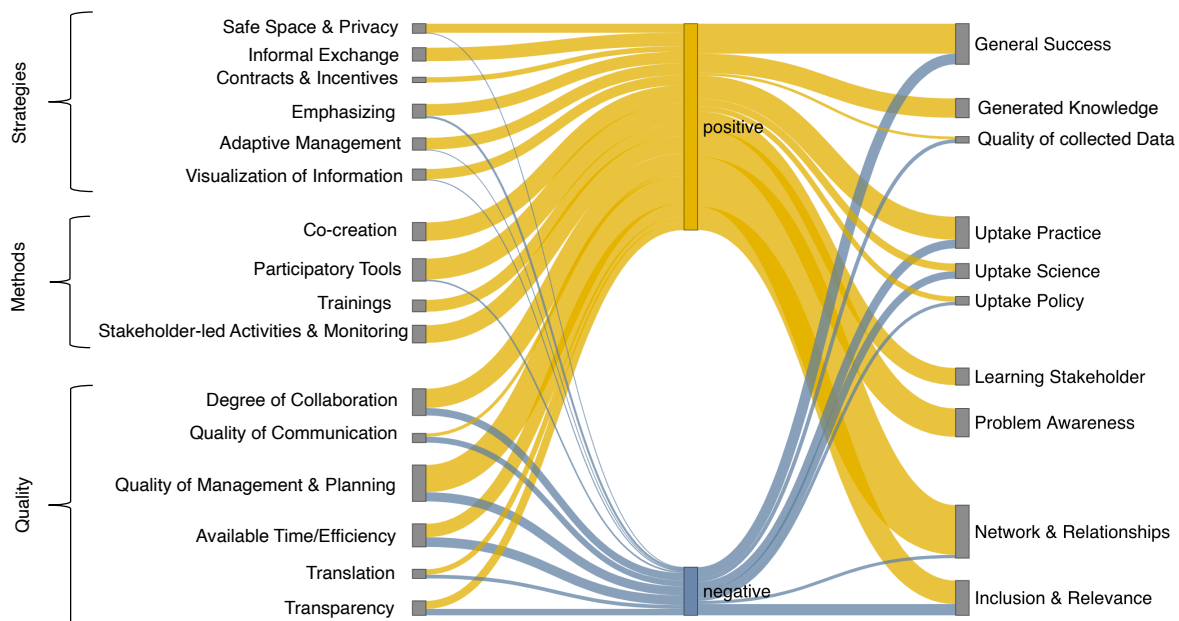 Strategies
Safe Space & Privacy
Informal Exchange
Contracts & Incentives
Emphasizing
Adaptive Management
Visualization of Information
Methods
Co-creation
Participatory Tools
Trainings
Stakeholder-led Activities & Monitoring
Quality
Degree of Collaboration
Quality of Communication
Quality of Management & Planning
Available Time/Efficiency
Translation
Transparency
positive
negative
General Success
Generated Knowledge
Quality of collected Data
Uptake Practice
Uptake Science
Uptake Policy
Learning Stakeholder
Problem Awareness
Network & Relationships
Inclusion & Relevance